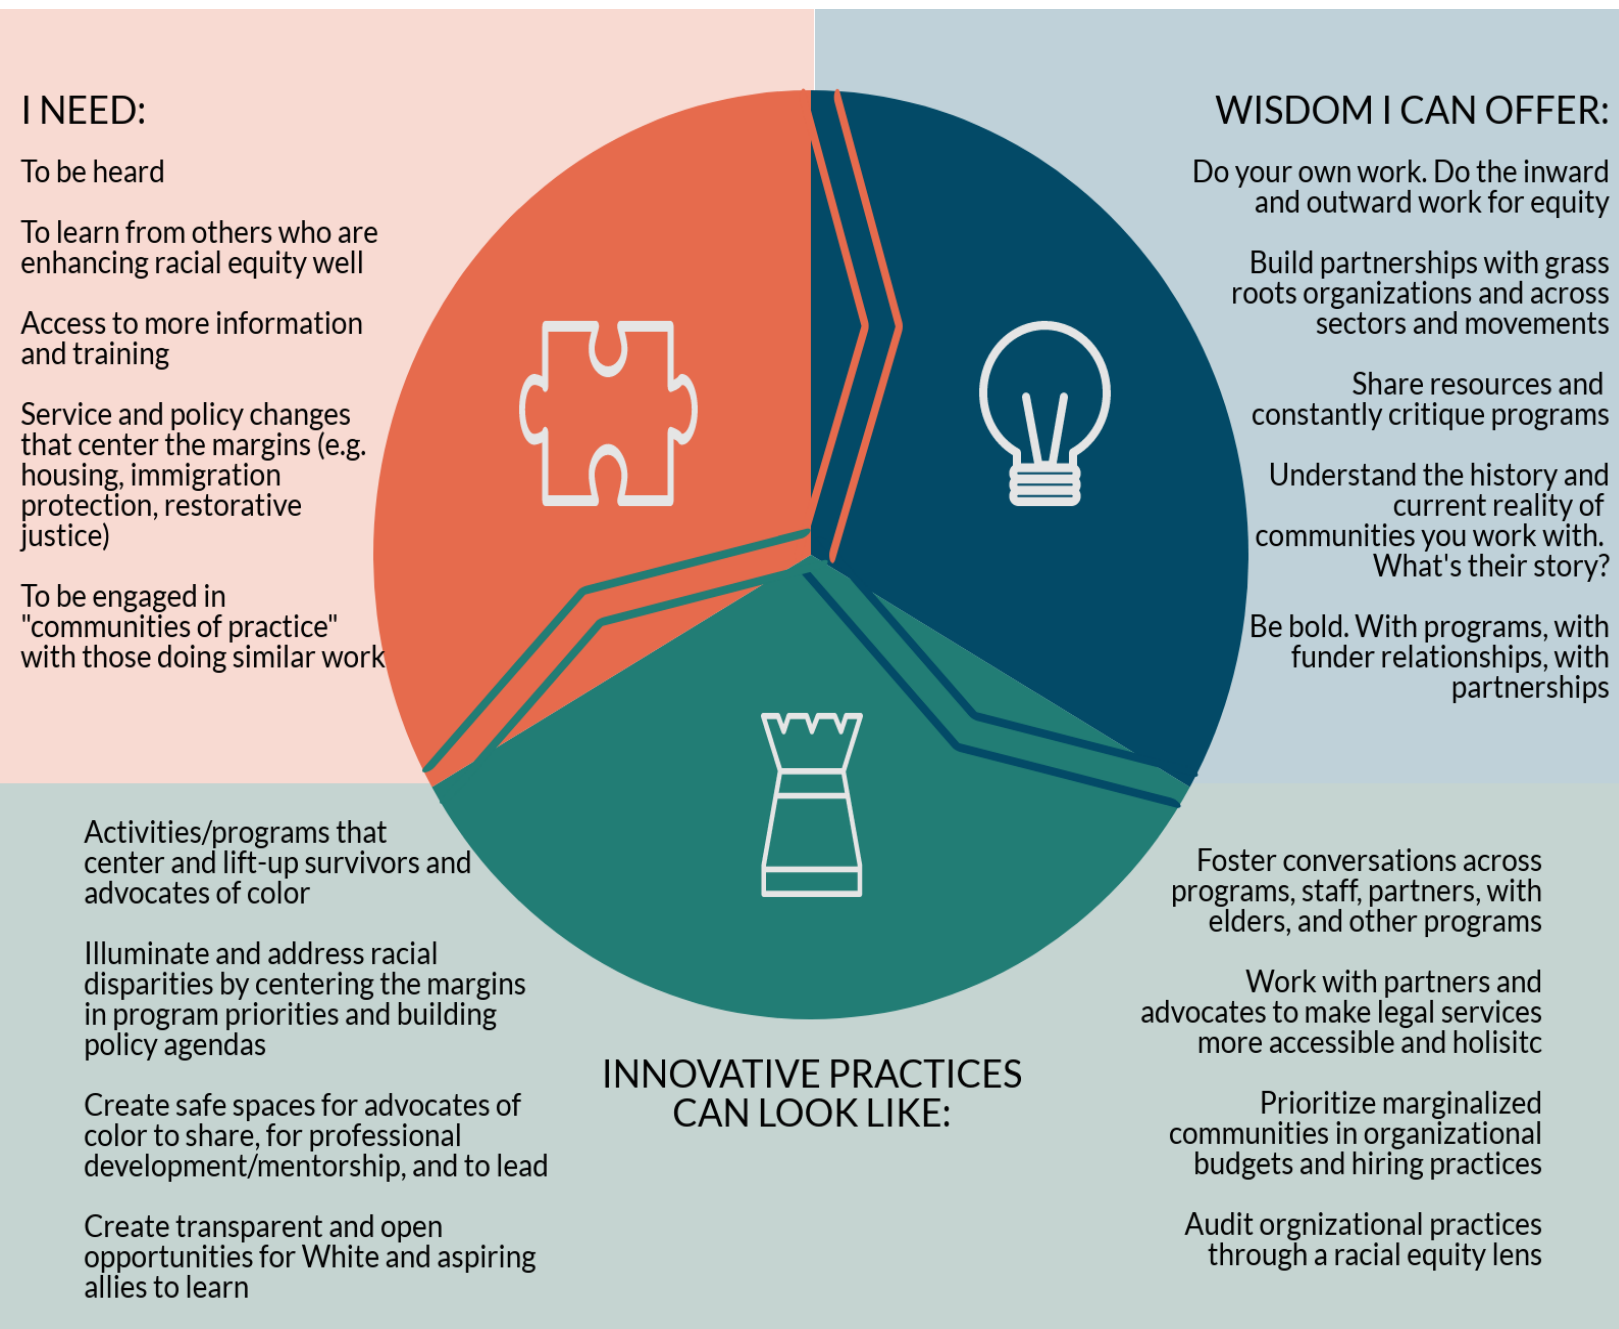 I NEED:
To be heard
To learn from others who are
enhancing racial equity well
Access to more information
and training
Service and policy changes
that center the margins (e.g.
housing, immigration
protection, restorative
justice)
To be engaged in
"communities of practice"
with those doing similar work
WISDOM I CAN OFFER:
Do your own work. Do the inward
and outward work for equity
Build partnerships with grass
roots organizations and across
sectors and movements
Share resources and
constantly critique programs
Understand the history and
current reality of
communities you work with.
What's their story?
Be bold. With programs, with
funder relationships, with
partnerships
INNOVATIVE PRACTICES
CAN LOOK LIKE:
Activities/programs that
center and lift-up survivors and
advocates of color
Illuminate and address racial
disparities by centering the margins
in program priorities and building
policy agendas
Create safe spaces for advocates of
color to share, for professional
development/mentorship, and to lead
Create transparent and open
opportunities for White and aspiring
allies to learn
Foster conversations across
programs, staff, partners, with
elders, and other programs
Work with partners and
advocates to make legal services
more accessible and holisitc
Prioritize marginalized
communities in organizational
budgets and hiring practices
Audit orgnizational practices
through a racial equity lens